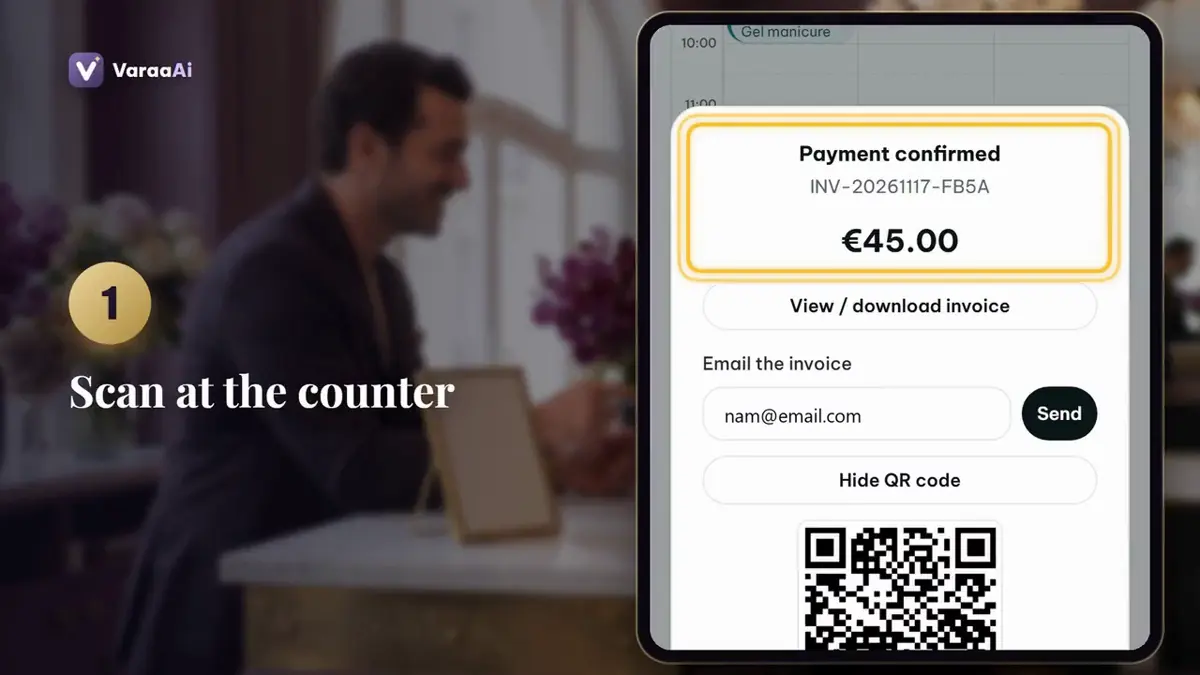 VaraaAi
1
Scan at the counter
10:00
Gel manicure
11:00
Payment confirmed
INV-20261117-FB5A
€45.00
View / download invoice
Email the invoice
nam@email.com
Send
Hide QR code